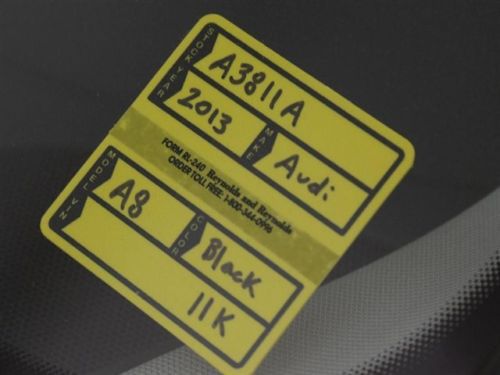 STOCK A3811A
YEAR 2013 MAKE Audi
FORM RL-240 Reynolds and Reynolds
ORDER TOLL FREE: 1-800-344-0996
MODEL A8 COLOR Black
VIN 11K